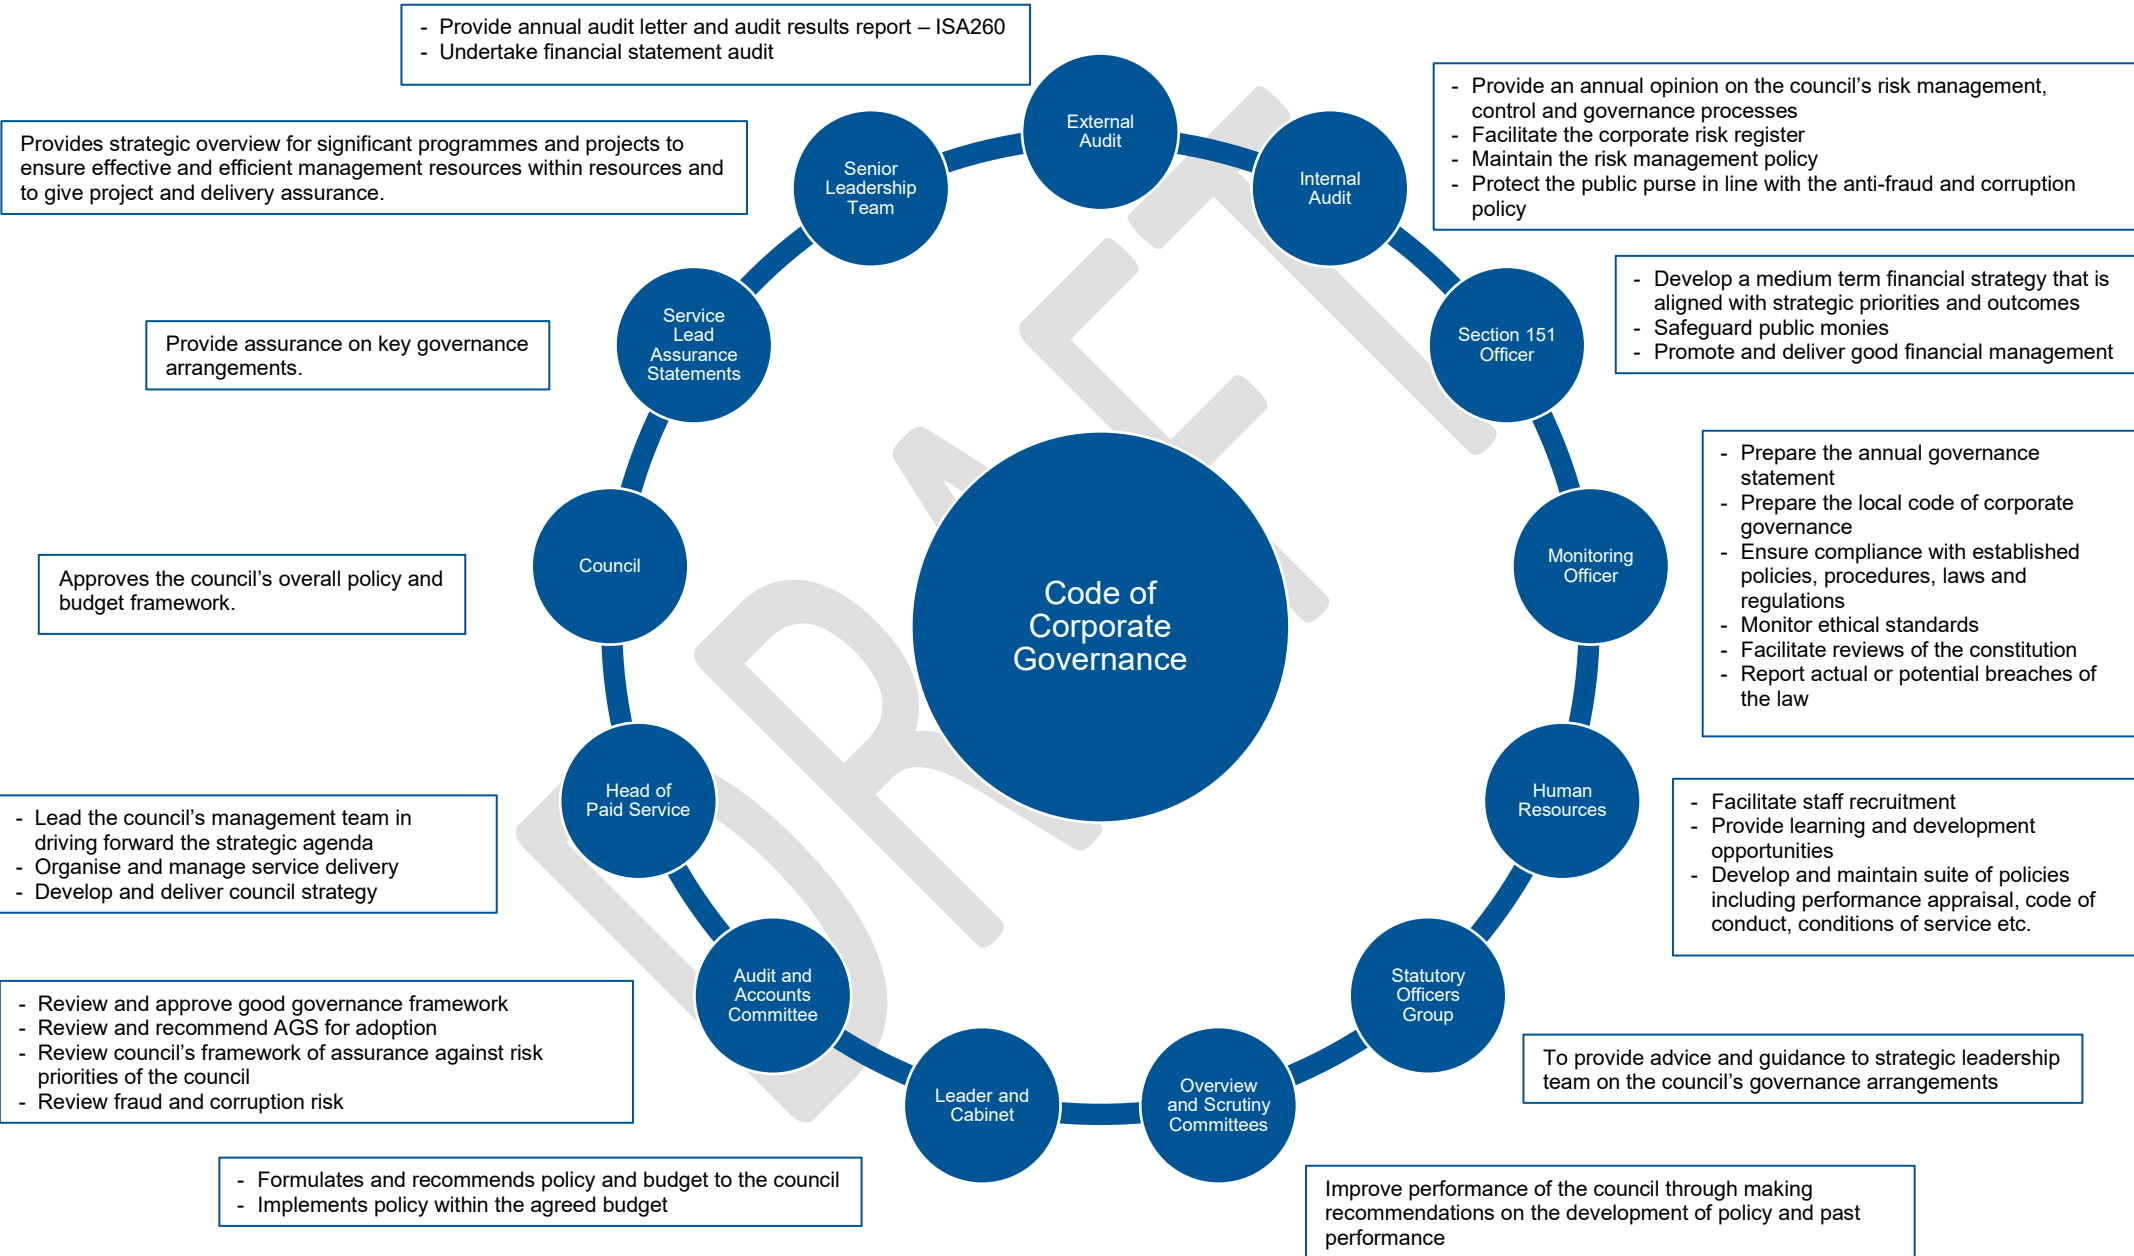 - Provide annual audit letter and audit results report – ISA260
- Undertake financial statement audit
External
Audit
- Provide an annual opinion on the council’s risk management,
control and governance processes
- Facilitate the corporate risk register
- Maintain the risk management policy
- Protect the public purse in line with the anti-fraud and corruption
policy
Internal
Audit
Provides strategic overview for significant programmes and projects to
ensure effective and efficient management resources within resources and
to give project and delivery assurance.
Senior
Leadership
Team
- Develop a medium term financial strategy that is
aligned with strategic priorities and outcomes
- Safeguard public monies
- Promote and deliver good financial management
Section 151
Officer
Provide assurance on key governance
arrangements.
Service
Lead
Assurance
Statements
- Prepare the annual governance
statement
- Prepare the local code of corporate
governance
- Ensure compliance with established
policies, procedures, laws and
regulations
- Monitor ethical standards
- Facilitate reviews of the constitution
- Report actual or potential breaches of
the law
Monitoring
Officer
Approves the council’s overall policy and
budget framework.
Council
Code of
Corporate
Governance
DRAFT
- Lead the council’s management team in
driving forward the strategic agenda
- Organise and manage service delivery
- Develop and deliver council strategy
Head of
Paid Service
Human
Resources
- Facilitate staff recruitment
- Provide learning and development
opportunities
- Develop and maintain suite of policies
including performance appraisal, code of
conduct, conditions of service etc.
- Review and approve good governance framework
- Review and recommend AGS for adoption
- Review council’s framework of assurance against risk
priorities of the council
- Review fraud and corruption risk
Audit and
Accounts
Committee
Statutory
Officers
Group
To provide advice and guidance to strategic leadership
team on the council’s governance arrangements
Leader and
Cabinet
Overview
and Scrutiny
Committees
- Formulates and recommends policy and budget to the council
- Implements policy within the agreed budget
Improve performance of the council through making
recommendations on the development of policy and past
performance